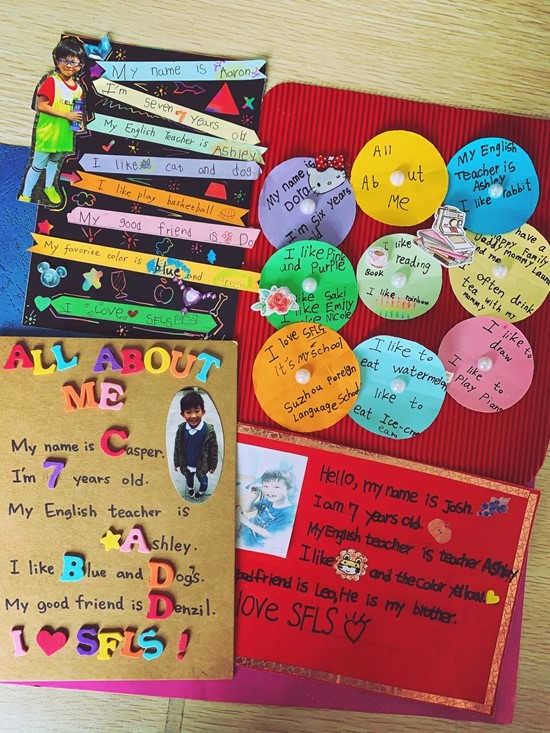 My name is Aaron
I'm seven 7 years old.
My English Teacher is Ashley
I like cat and dog
I like play baskeeball
My good friend is Do
My favorite color is blue and green
I Love SFLS
My name is
Dora
I'm Six years
old
All
About
Me
My English
Teacher is
Ashley
I like rabbit
I like Pink
and Purple
I like Saki
I like Emily
like Nicole
I like
reading
Book
I like rainbow
have a
Happy Family
Daddy Mommy Laura
and me
often drink
tea with my
mommy
I love SFLS
It's my school
Suzhou Foreign
Language School
I like to
eat watermelon
like to
eat Ice-cream
I like to
draw
I like to
Play Piano
ALL ABOUT
ME
My name is Casper.
I'm 7 years old.
My English teacher is
Ashley.
I like Blue and Dogs.
My good friend is Denzil.
I SFLS!
Hello, my name is Josh.
I am 7 years old.
My English teacher is teacher Ashley
I like and the color yellow.
good friend is Leo, He is my brother.
love SFLS